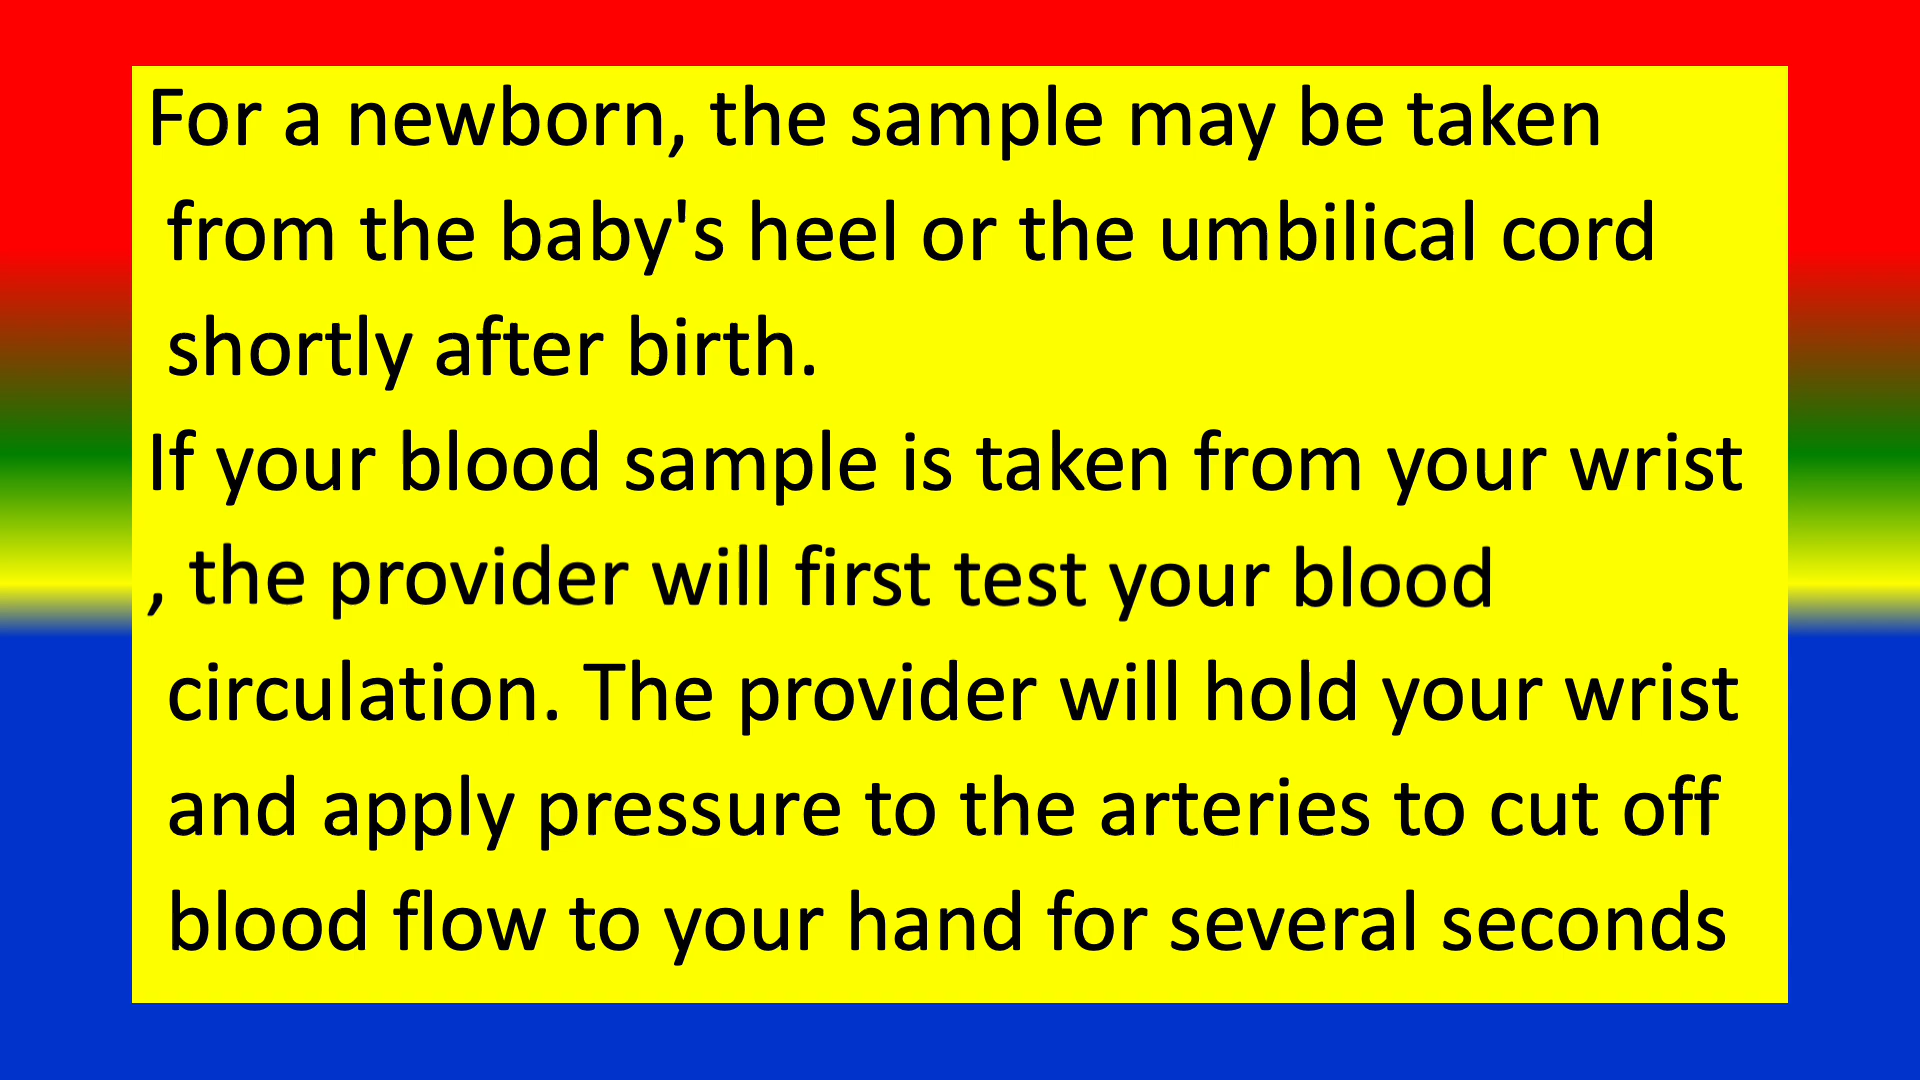 For a newborn, the sample may be taken
from the baby's heel or the umbilical cord
shortly after birth.
If your blood sample is taken from your wrist
, the provider will first test your blood
circulation. The provider will hold your wrist
and apply pressure to the arteries to cut off
blood flow to your hand for several seconds